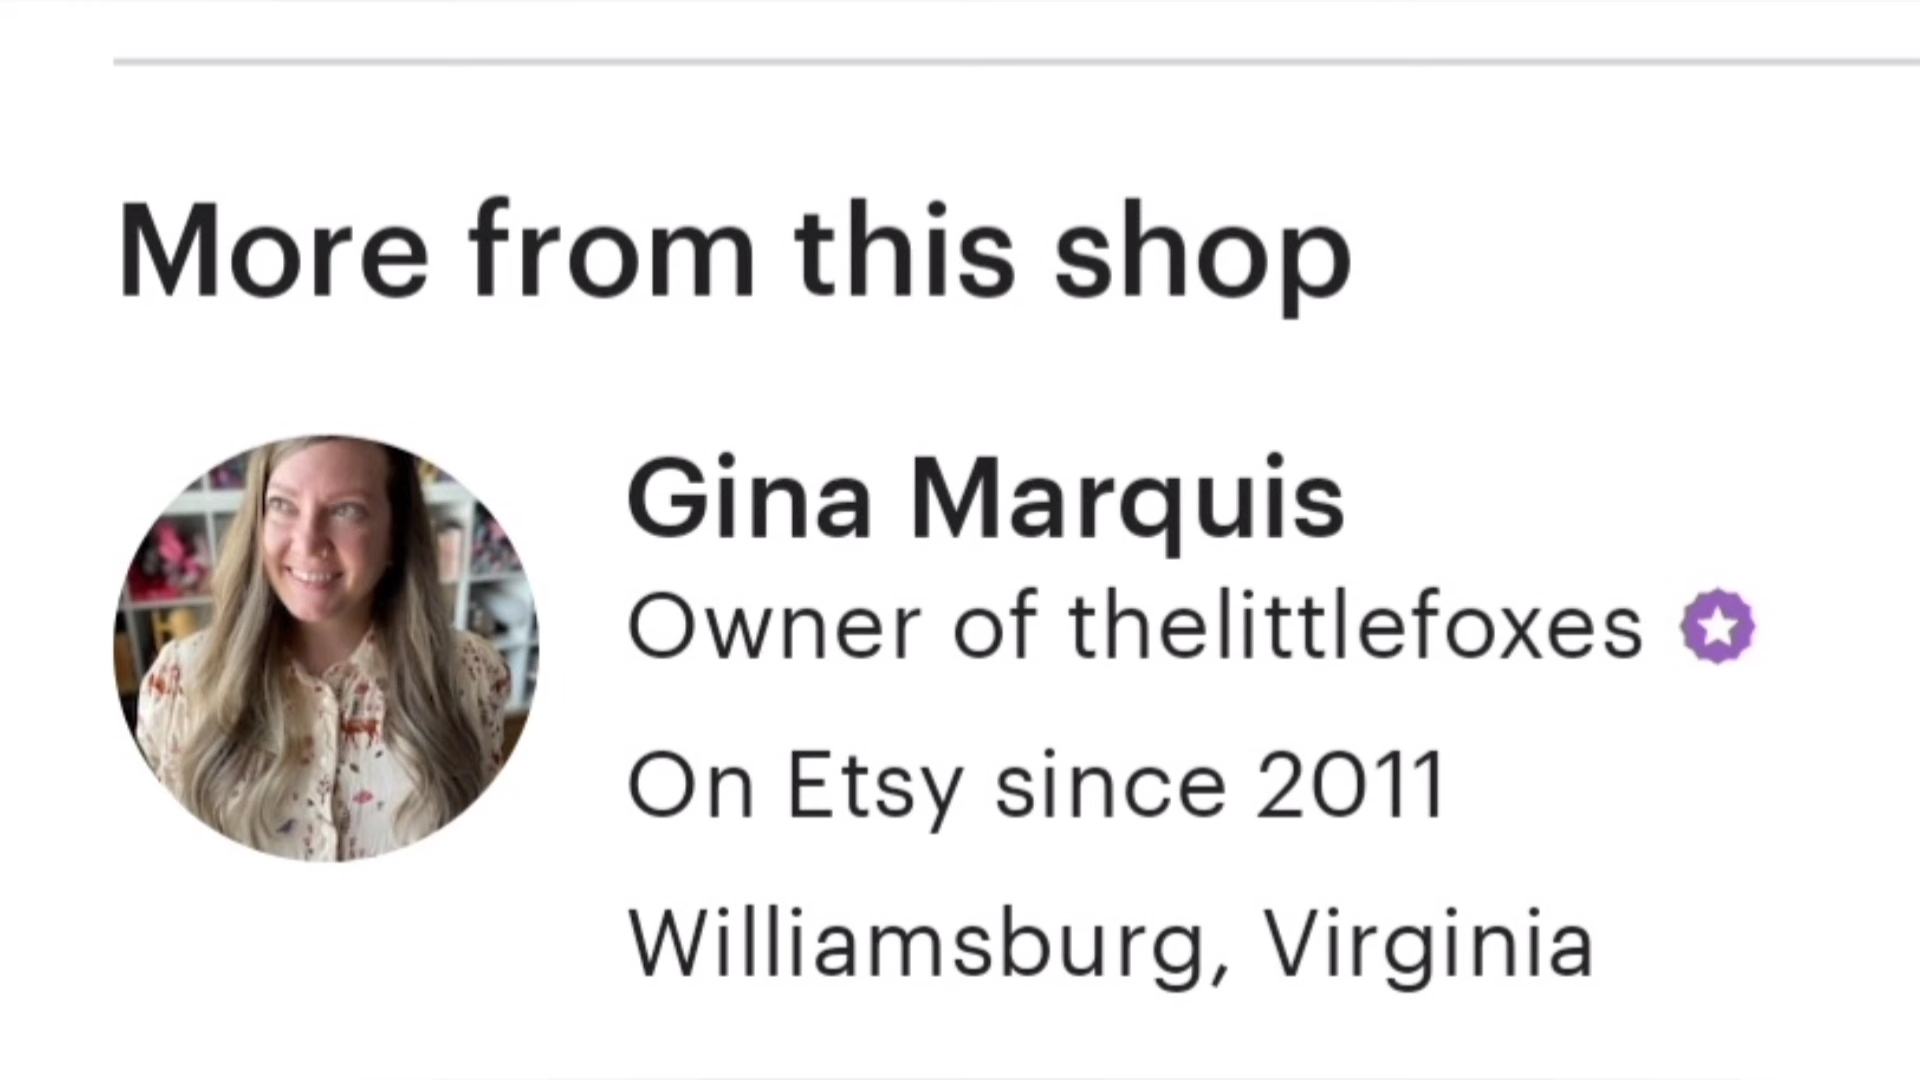 More from this shop
Gina Marquis
Owner of thelittlefoxes
On Etsy since 2011
Williamsburg, Virginia